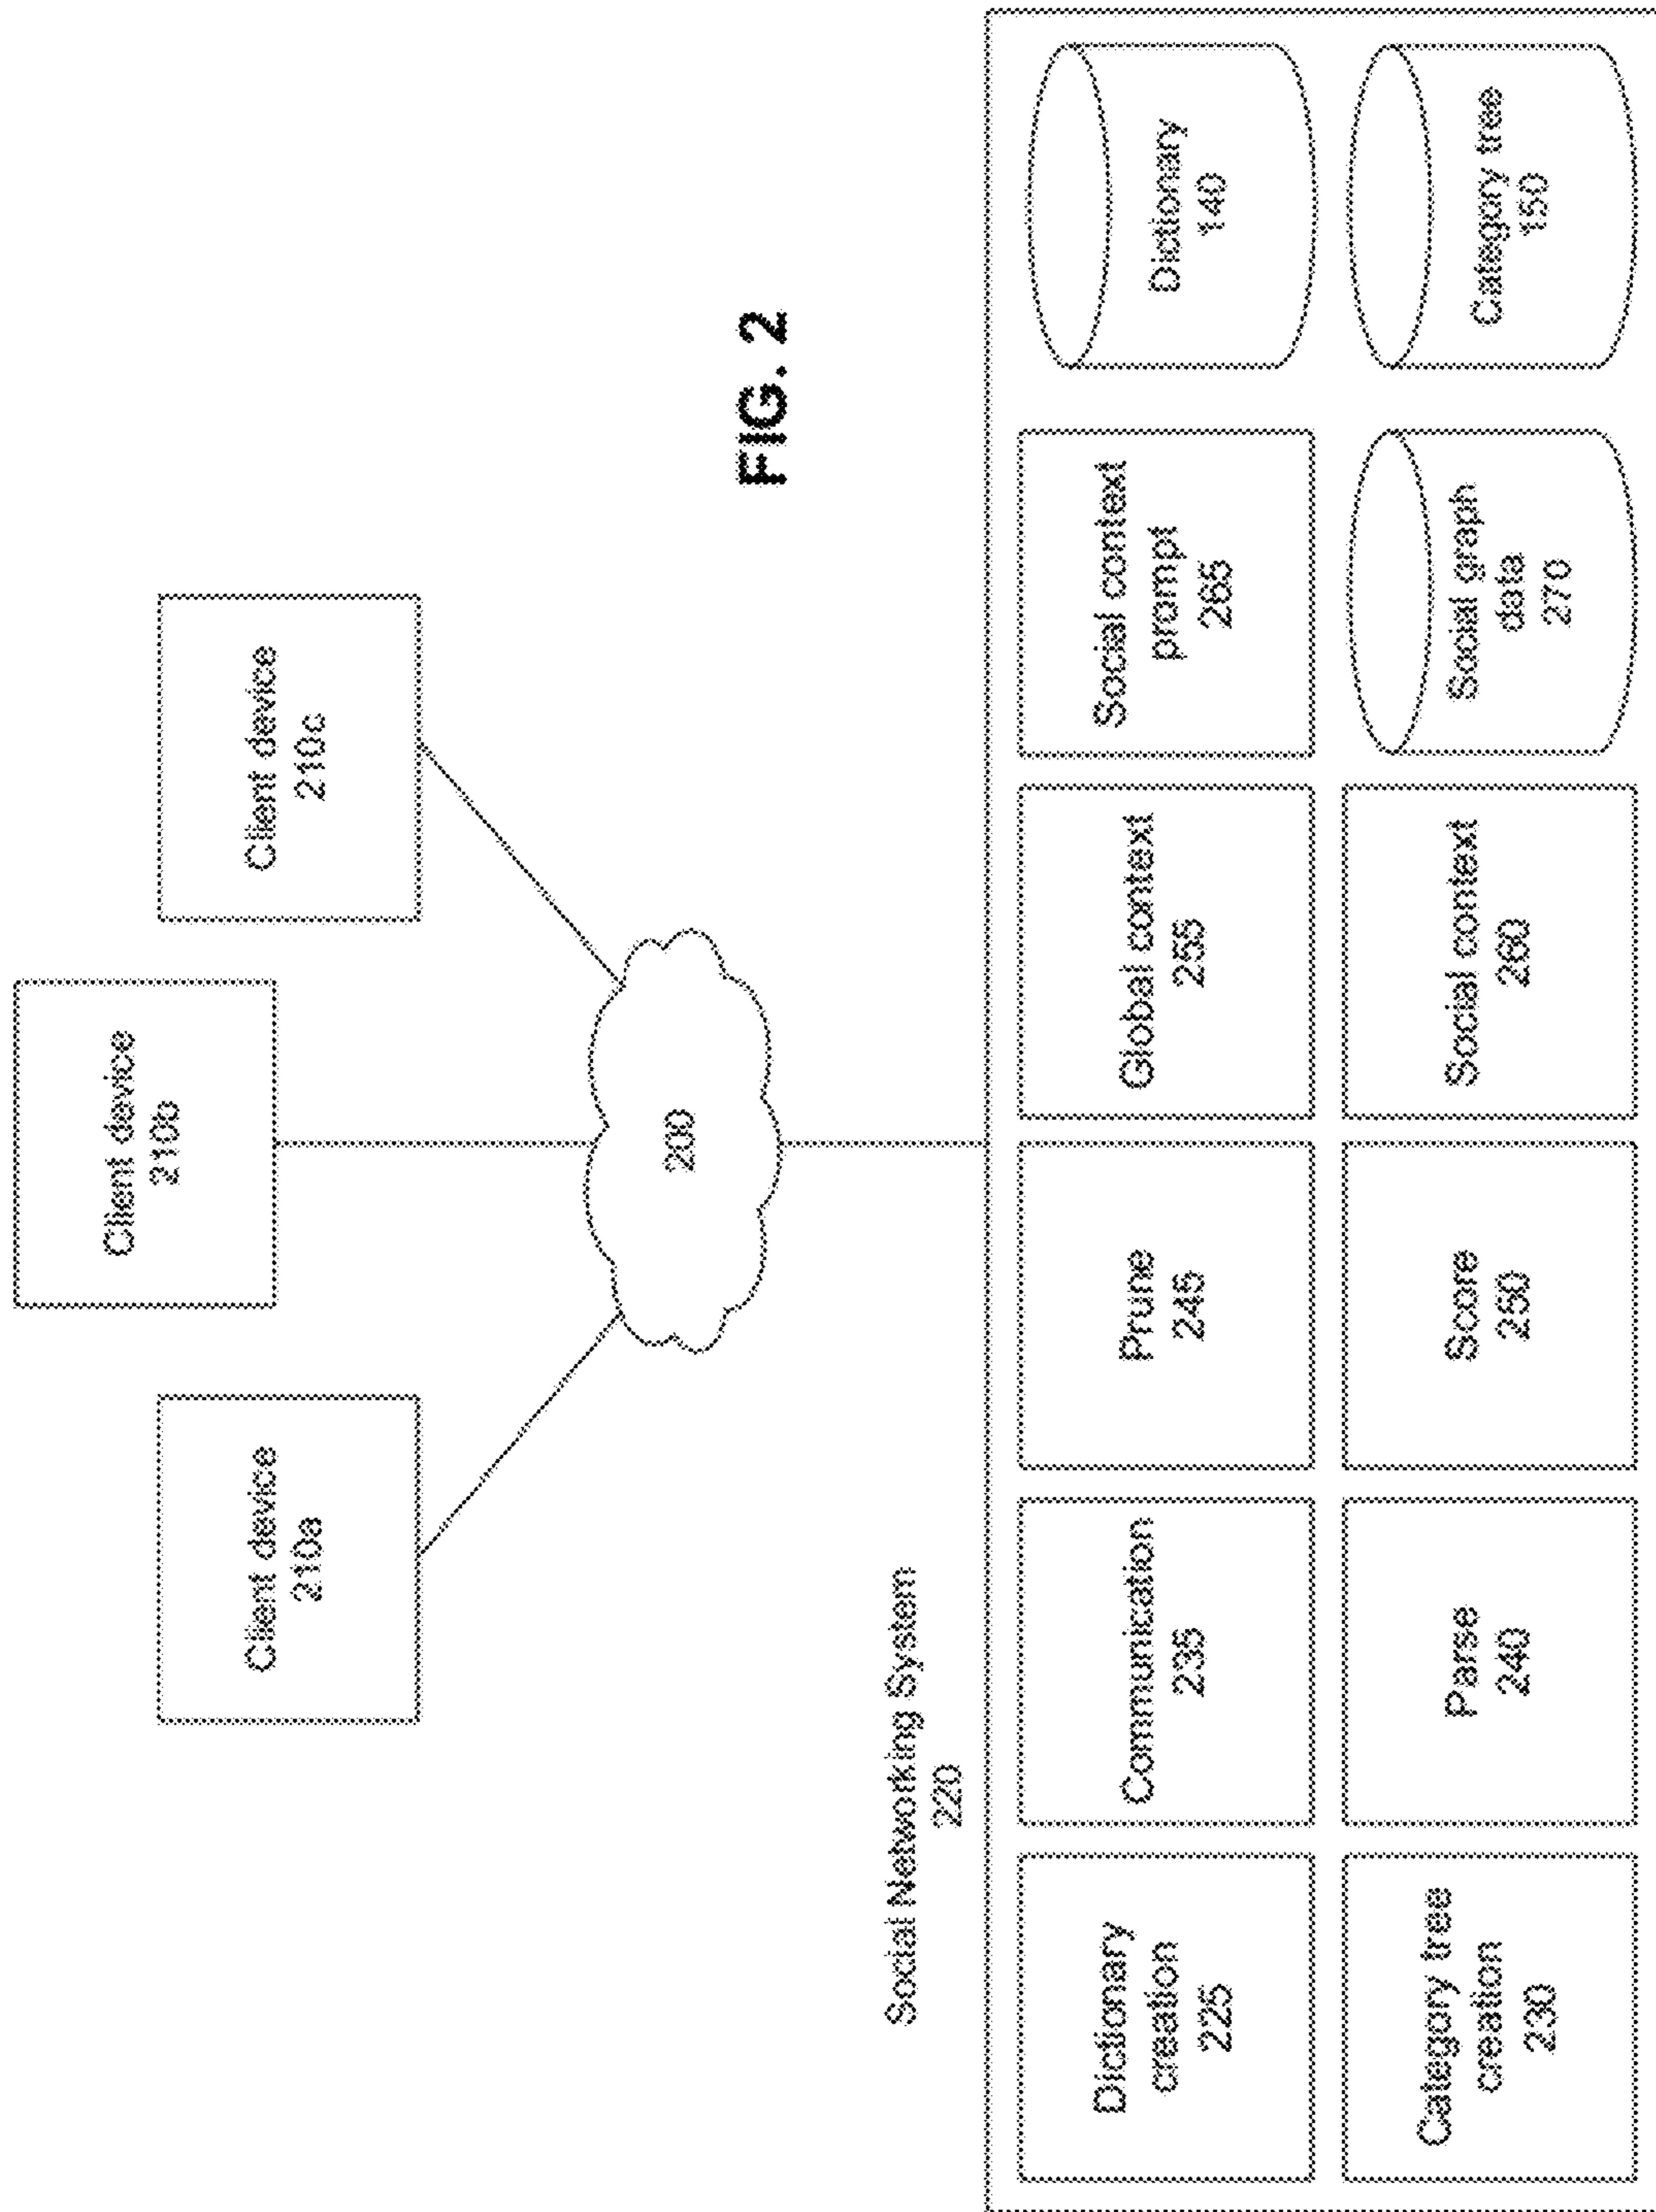 Client device
210b
Client device
210a
Client device
210c
200
FIG. 2
Social Networking System
220
Dictionary
creation
225
Communication
235
Prune
245
Global context
255
Social context
prompt
265
Dictionary
140
Category tree
creation
230
Parse
240
Score
250
Social context
260
Social graph
data
270
Category tree
150